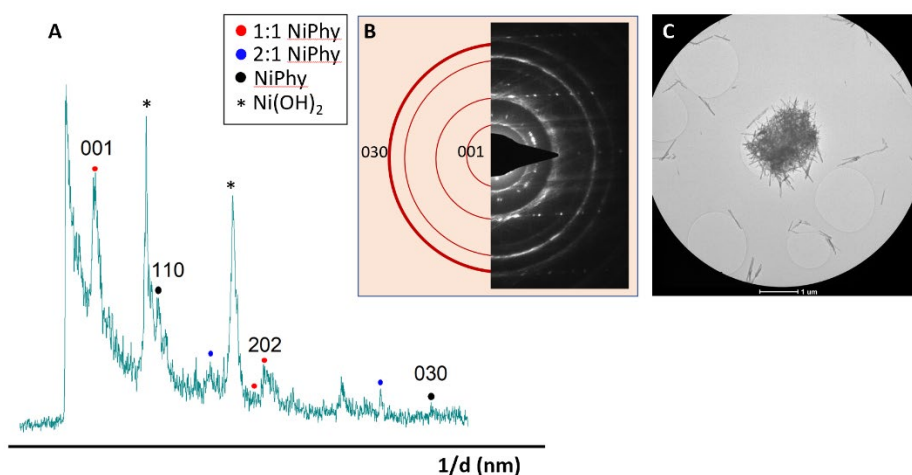 A
1:1 NiPhy
2:1 NiPhy
NiPhy
* Ni(OH)₂
B
030
001
C
1 um
*
001
*
110
202
030
1/d (nm)